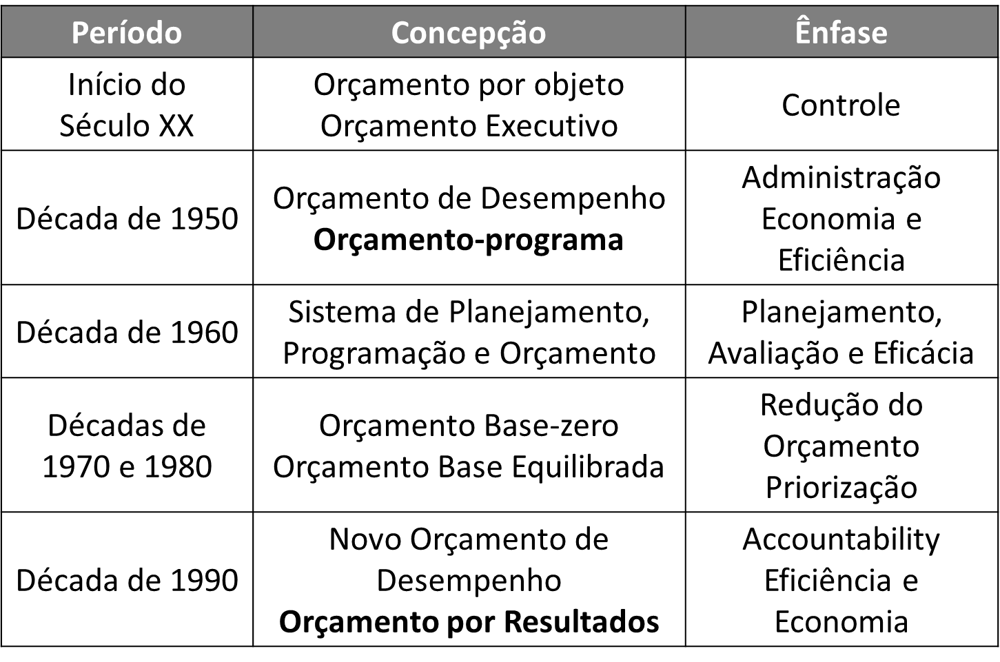 Período
Concepção
Ênfase
Início do
Século XX
Orçamento por objeto
Orçamento Executivo
Controle
Década de 1950
Orçamento de Desempenho
Orçamento-programa
Administração
Economia e
Eficiência
Década de 1960
Sistema de Planejamento,
Programação e Orçamento
Planejamento,
Avaliação e Eficácia
Décadas de
1970 e 1980
Orçamento Base-zero
Orçamento Base Equilibrada
Redução do
Orçamento
Priorização
Década de 1990
Novo Orçamento de
Desempenho
Orçamento por Resultados
Accountability
Eficiência e
Economia